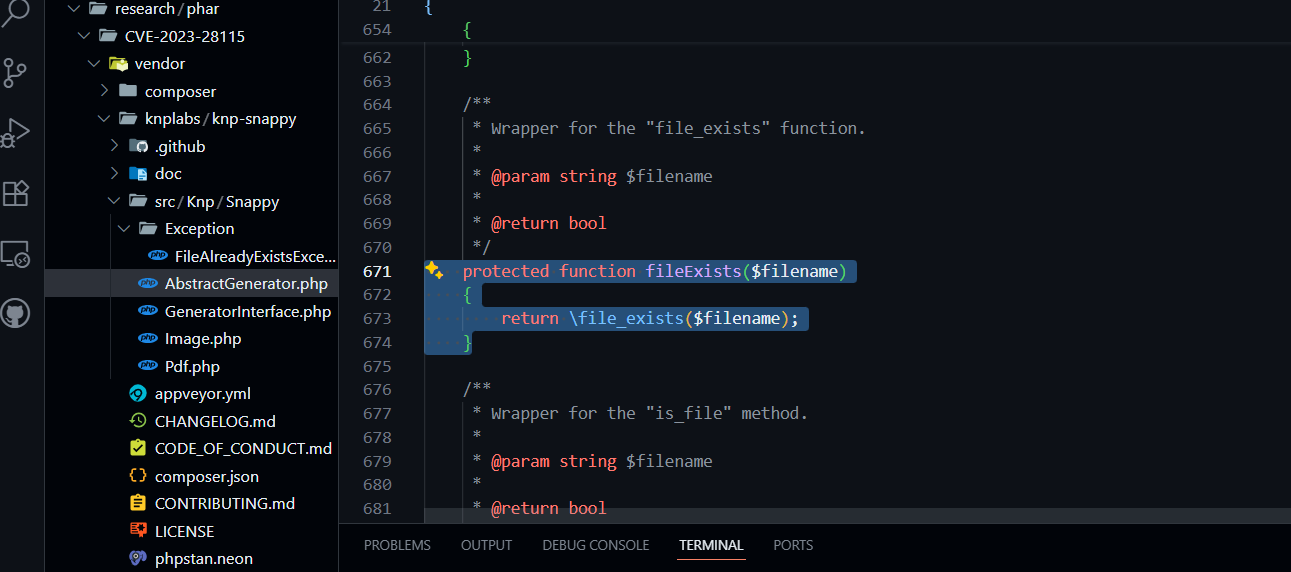 research/phar
CVE-2023-28115
vendor
composer
knplabs/knp-snappy
.github
doc
src/Knp/Snappy
Exception
FileAlreadyExistsExce...
AbstractGenerator.php
GeneratorInterface.php
Image.php
Pdf.php
appveyor.yml
CHANGELOG.md
CODE_OF_CONDUCT.md
composer.json
CONTRIBUTING.md
LICENSE
phpstan.neon
21 {
654 {
662 }
663
664 /**
665 * Wrapper for the "file_exists" function.
666 *
667 * @param string $filename
668 *
669 * @return bool
670 */
671 protected function fileExists($filename)
672 {
673 return \file_exists($filename);
674 }
675
676 /**
677 * Wrapper for the "is_file" method.
678 *
679 * @param string $filename
680 *
681 * @return bool
PROBLEMS OUTPUT DEBUG CONSOLE TERMINAL PORTS